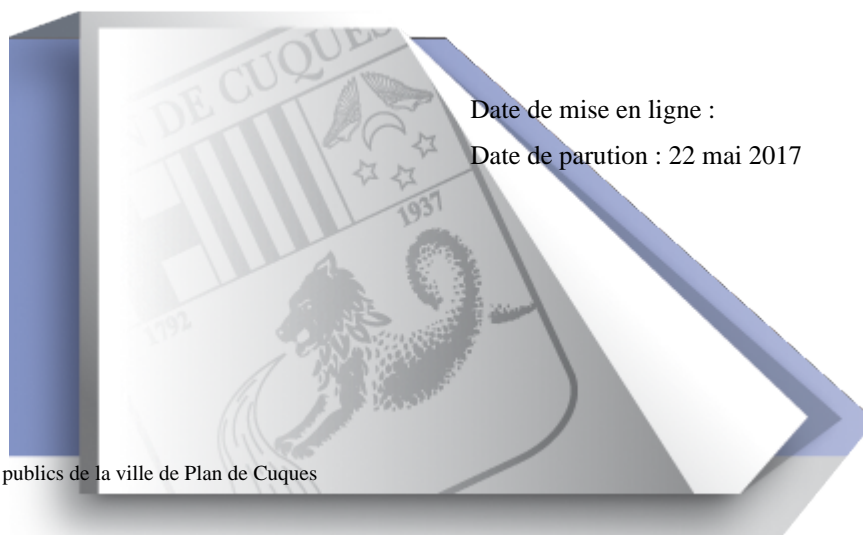 N DE CUQUES
Date de mise en ligne :
Date de parution : 22 mai 2017
1937
1792
publics de la ville de Plan de Cuques